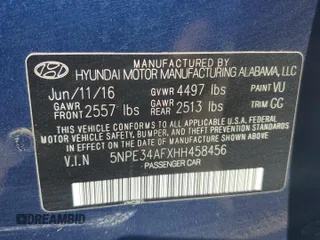 MANUFACTURED BY
HYUNDAI MOTOR MANUFACTURING ALABAMA, LLC
Jun/11/16 GVWR 4497 lbs PAINT VU
GAWR FRONT 2557 lbs GAWR REAR 2513 lbs TRIM GG
THIS VEHICLE CONFORMS TO ALL APPLICABLE U.S. FEDERAL
MOTOR VEHICLE SAFETY, BUMPER, AND THEFT PREVENTION
STANDARDS IN EFFECT ON THE DATE OF MANUFACTURE SHOWN ABOVE.
V.I.N 5NPE34AFXHH458456
PASSENGER CAR
DREAMBID